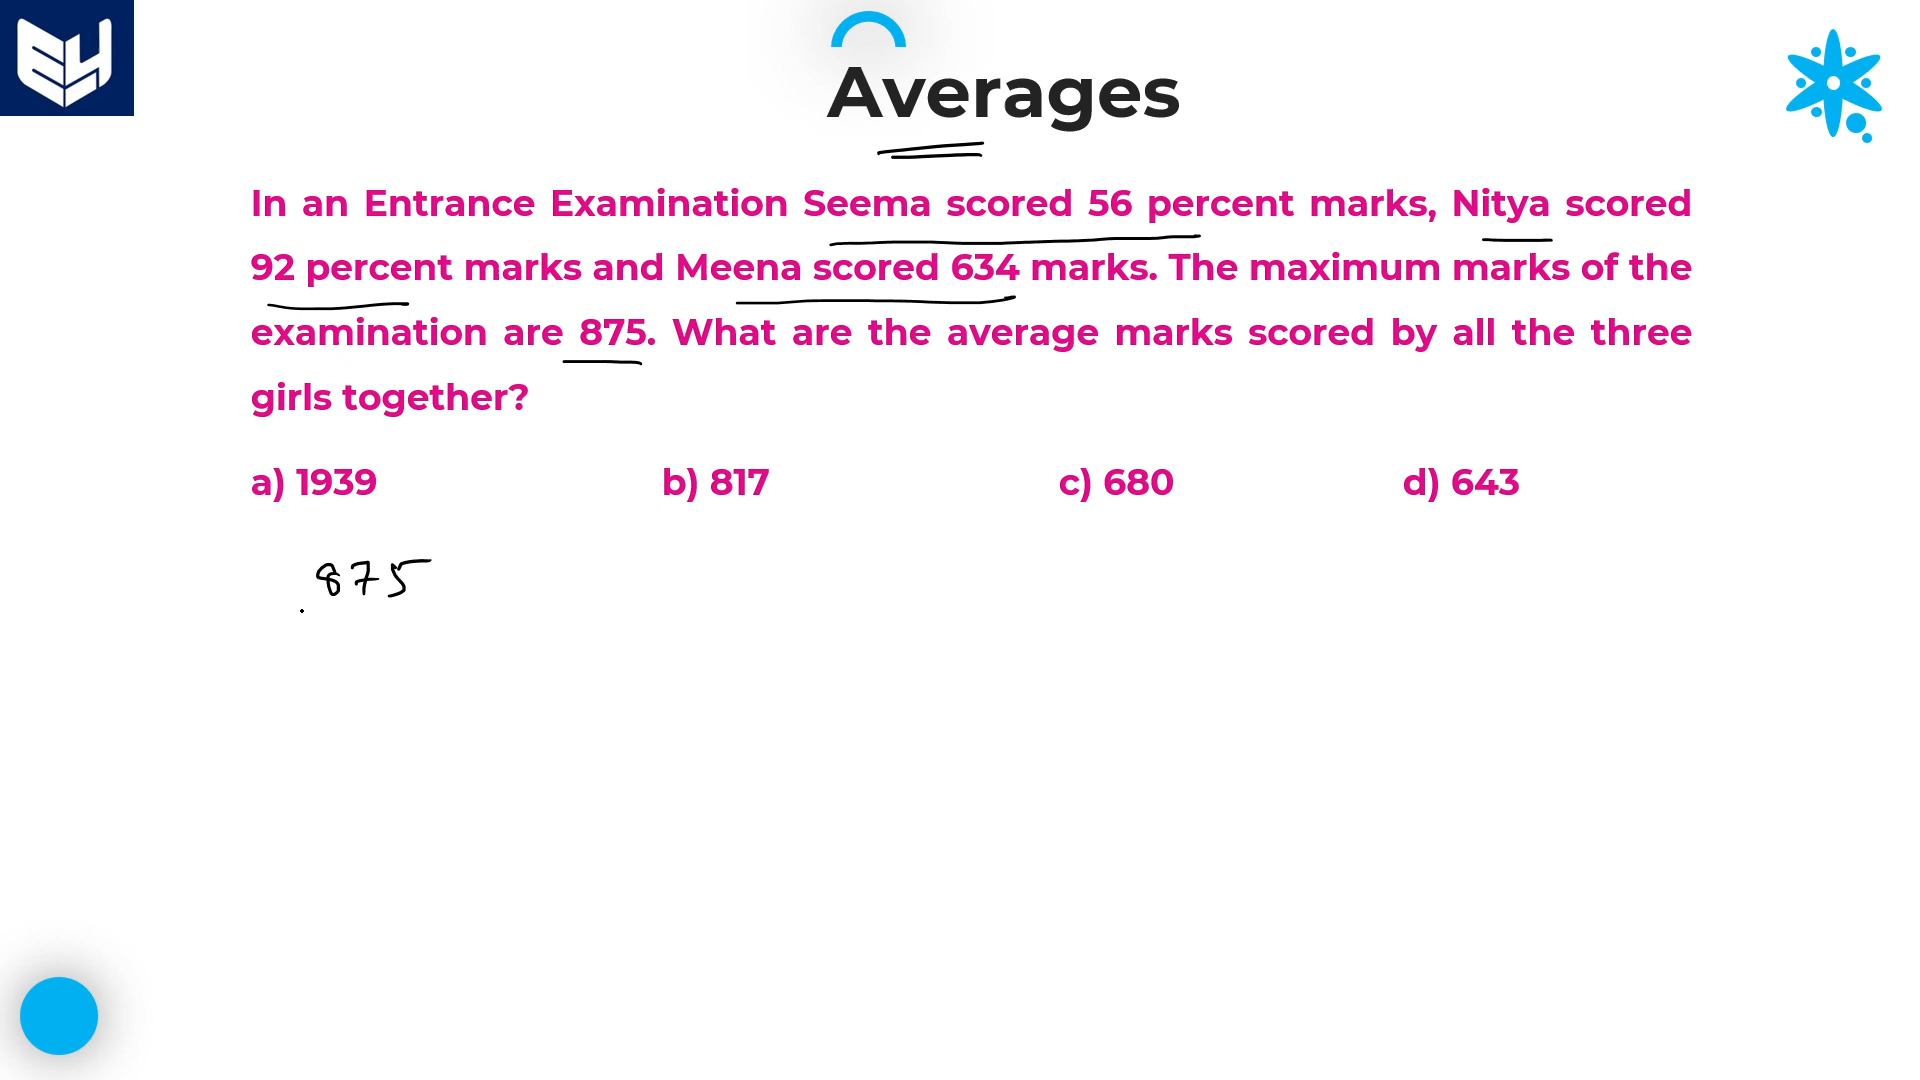 Averages
In an Entrance Examination Seema scored 56 percent marks, Nitya scored
92 percent marks and Meena scored 634 marks. The maximum marks of the
examination are 875. What are the average marks scored by all the three
girls together?
a) 1939 b) 817 c) 680 d) 643
875